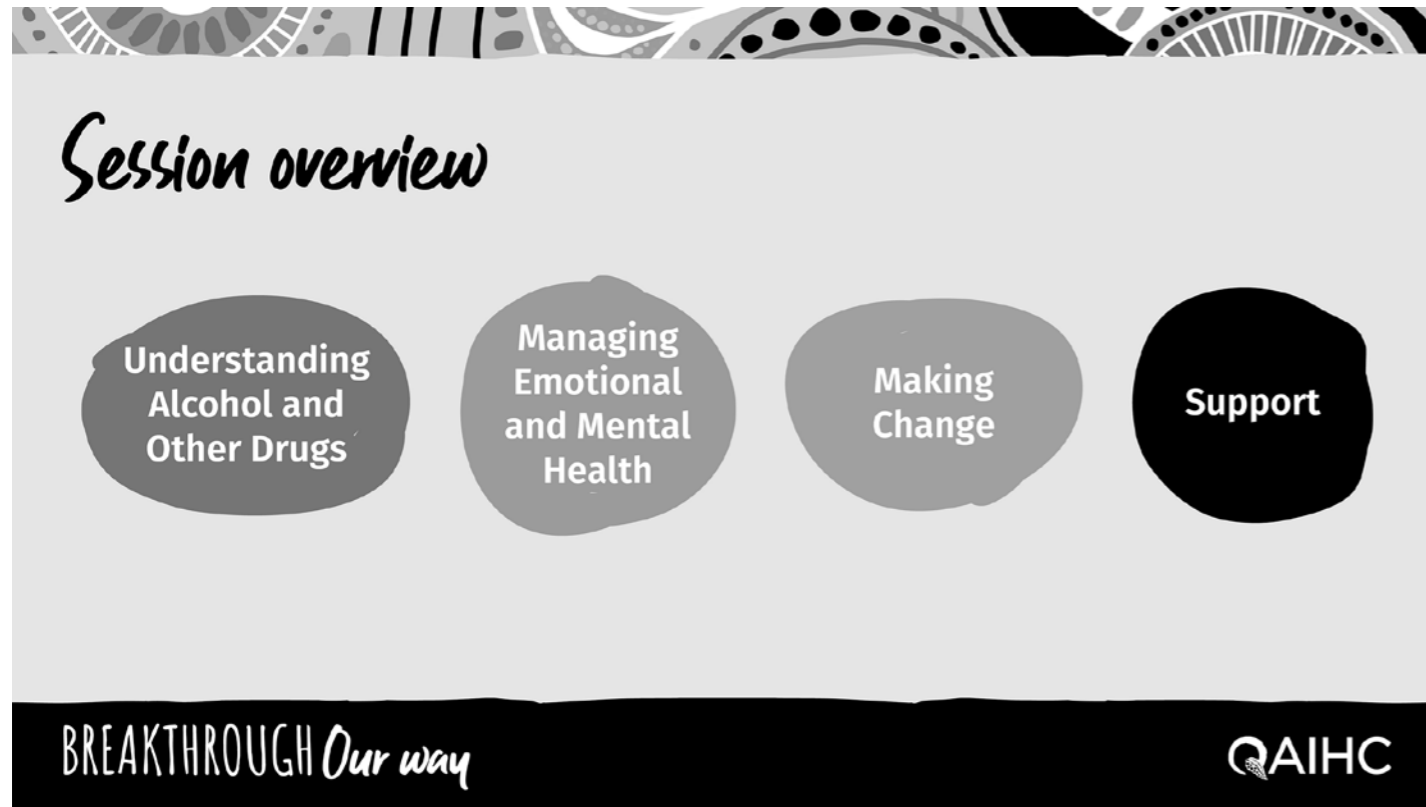 Session overview
Understanding
Alcohol and
Other Drugs
Managing
Emotional
and Mental
Health
Making
Change
Support
BREAKTHROUGH Our way
QAIHC